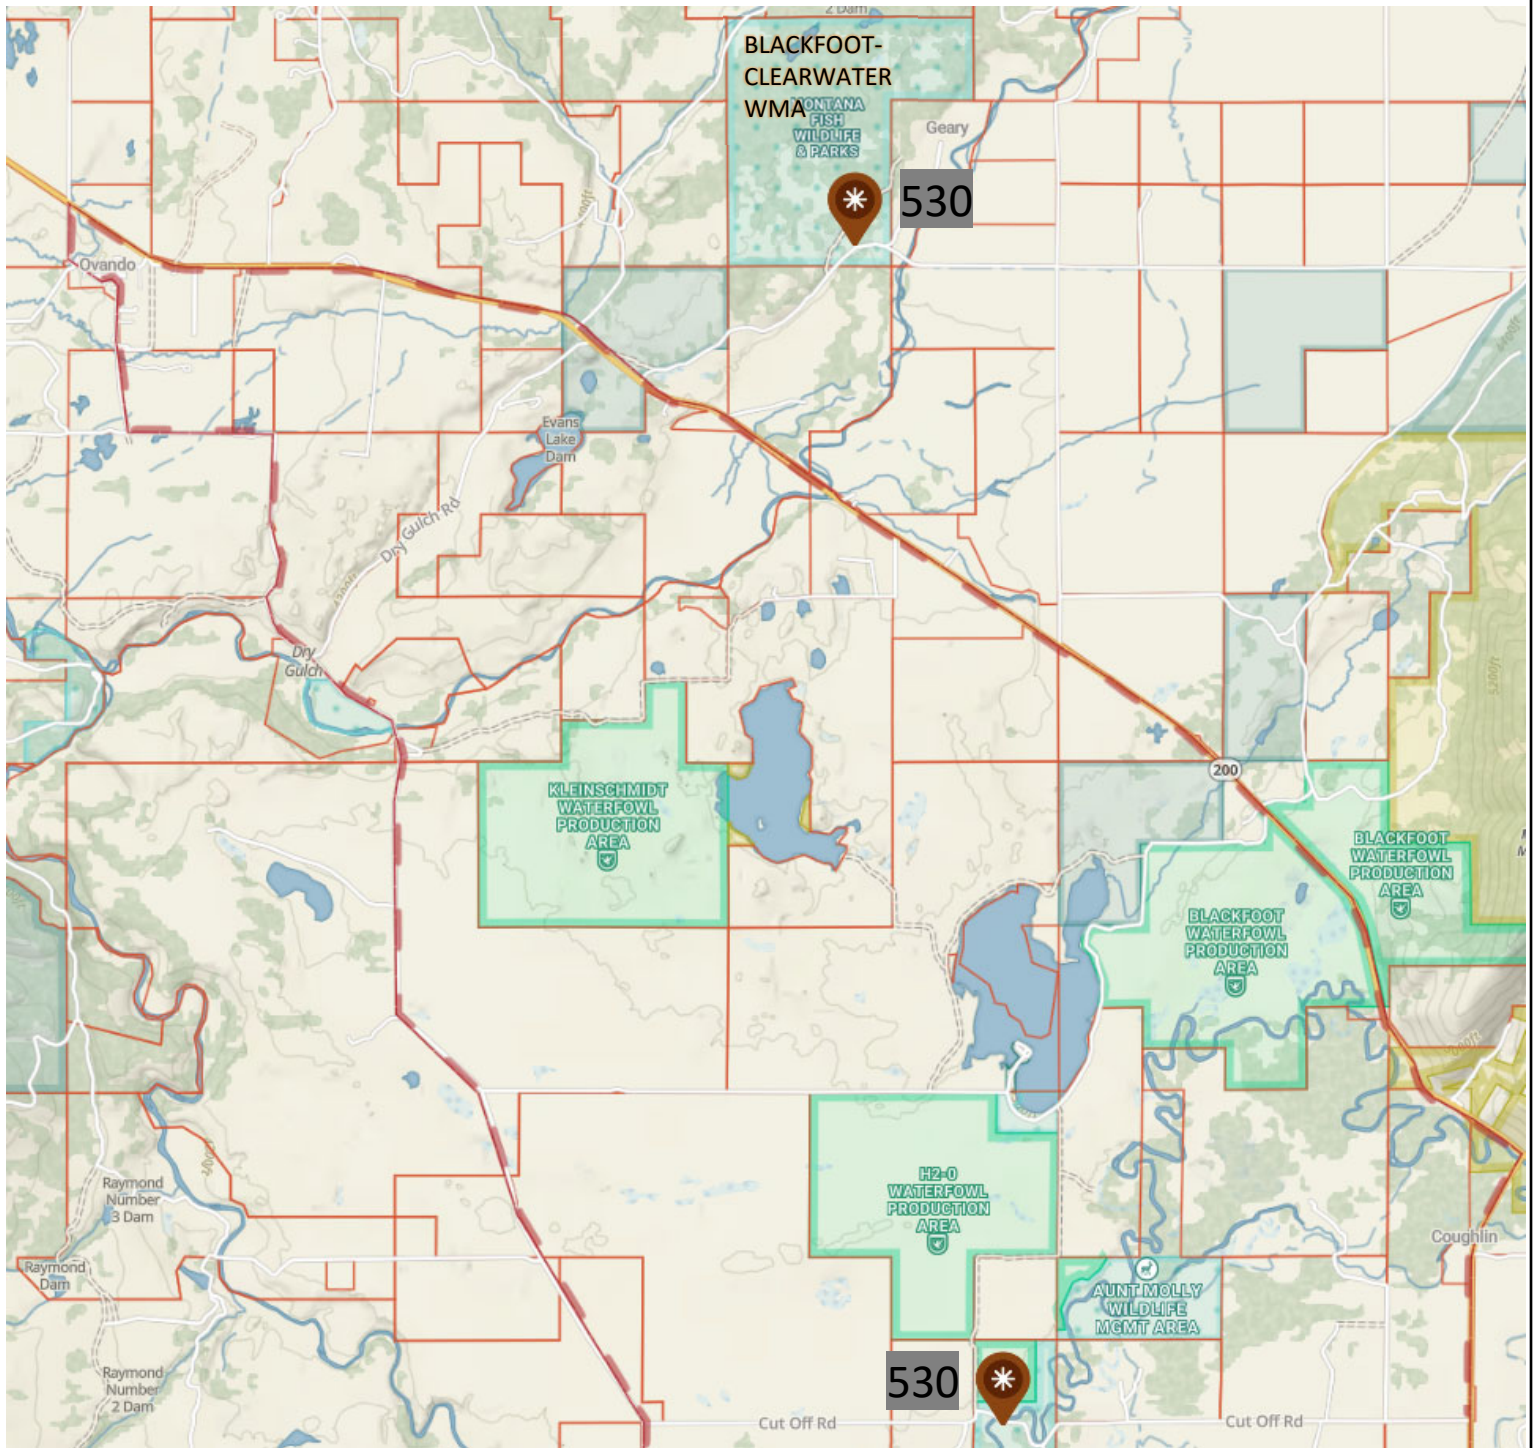 2 Dam
BLACKFOOT-
CLEARWATER
WMA
MONTANA
FISH
WILDLIFE
& PARKS
Geary
530
Ovando
Evans
Lake
Dam
Dry Gulch Rd
Dry
Gulch
200
KLEINSCHMIDT
WATERFOWL
PRODUCTION
AREA
BLACKFOOT
WATERFOWL
PRODUCTION
AREA
BLACKFOOT
WATERFOWL
PRODUCTION
AREA
H2-0
WATERFOWL
PRODUCTION
AREA
Raymond
Number
3 Dam
Coughlin
Raymond
Dam
AUNT MOLLY
WILDLIFE
MGMT AREA
Raymond
Number
2 Dam
530
Cut Off Rd
Cut Off Rd